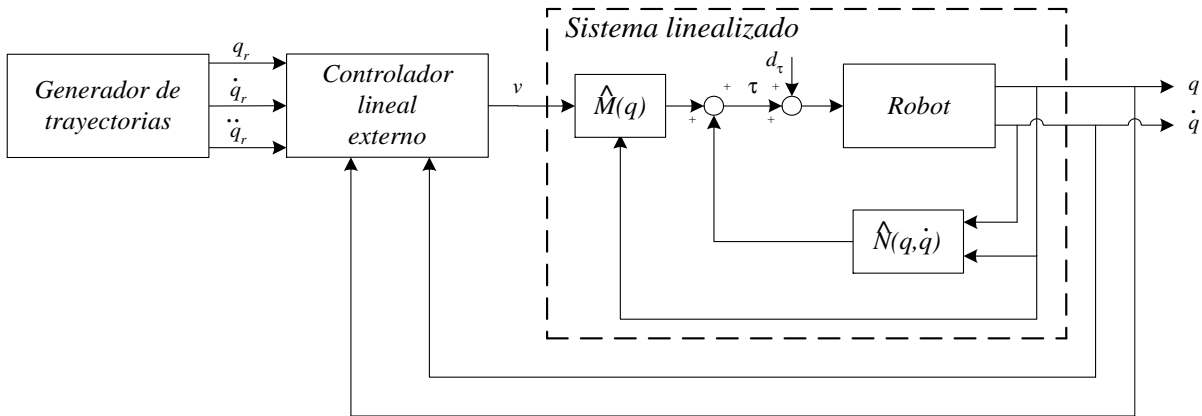 Sistema linealizado
Generador de
trayectorias
q_r
q̇_r
q̈_r
Controlador
lineal
externo
v
M̂(q)
+
+
τ
d_τ
+
+
Robot
q
q̇
N̂(q,q̇)